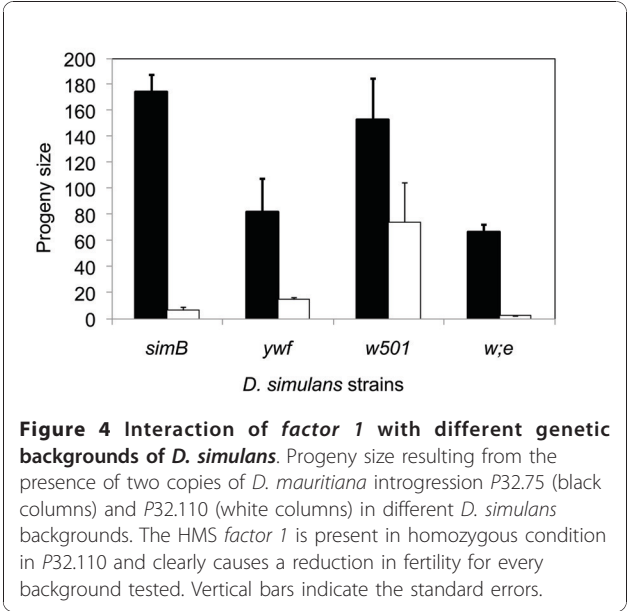 200
180
160
140
120
100
80
60
40
20
0
Progeny size
simB ywf w501 w;e
D. simulans strains
Figure 4 Interaction of factor 1 with different genetic
backgrounds of D. simulans. Progeny size resulting from the
presence of two copies of D. mauritiana introgression P32.75 (black
columns) and P32.110 (white columns) in different D. simulans
backgrounds. The HMS factor 1 is present in homozygous condition
in P32.110 and clearly causes a reduction in fertility for every
background tested. Vertical bars indicate the standard errors.